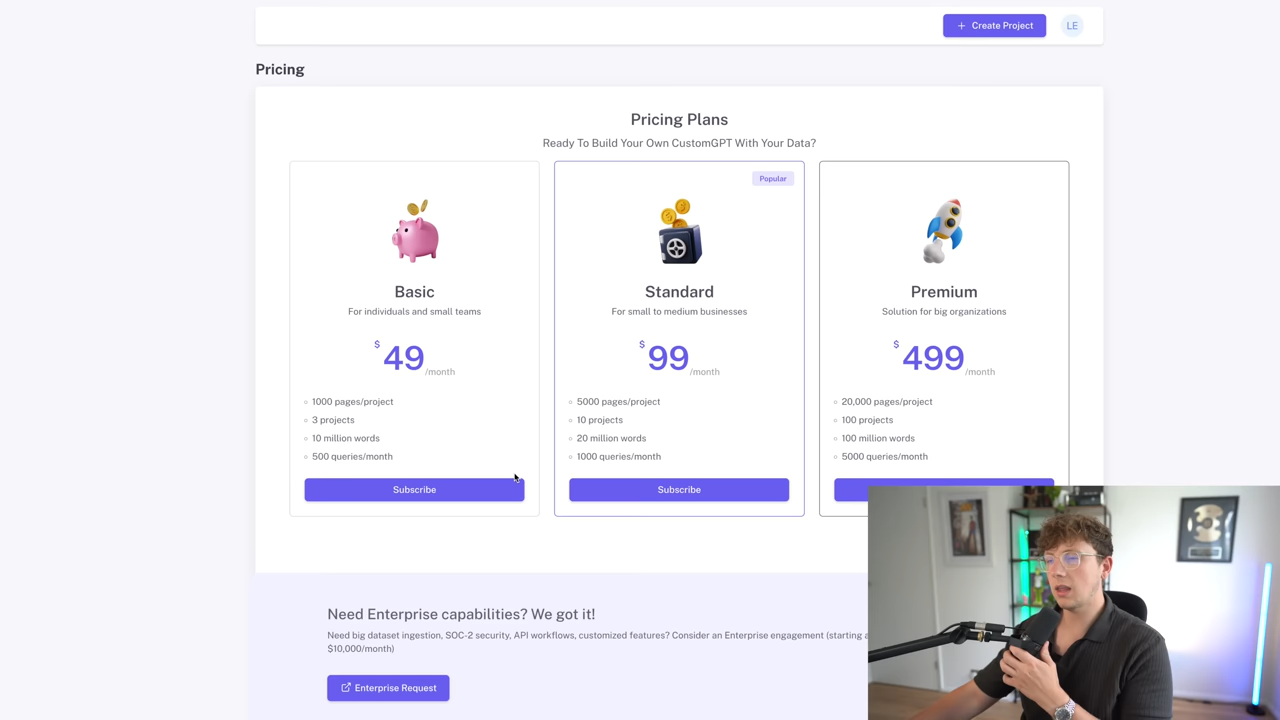 + Create Project
LE
Pricing
Pricing Plans
Ready To Build Your Own CustomGPT With Your Data?
Basic
For individuals and small teams
$49/month
1000 pages/project
3 projects
10 million words
500 queries/month
Subscribe
Popular
Standard
For small to medium businesses
$99/month
5000 pages/project
10 projects
20 million words
1000 queries/month
Subscribe
Premium
Solution for big organizations
$499/month
20,000 pages/project
100 projects
100 million words
5000 queries/month
Need Enterprise capabilities? We got it!
Need big dataset ingestion, SOC-2 security, API workflows, customized features? Consider an Enterprise engagement (starting
$10,000/month)
Enterprise Request